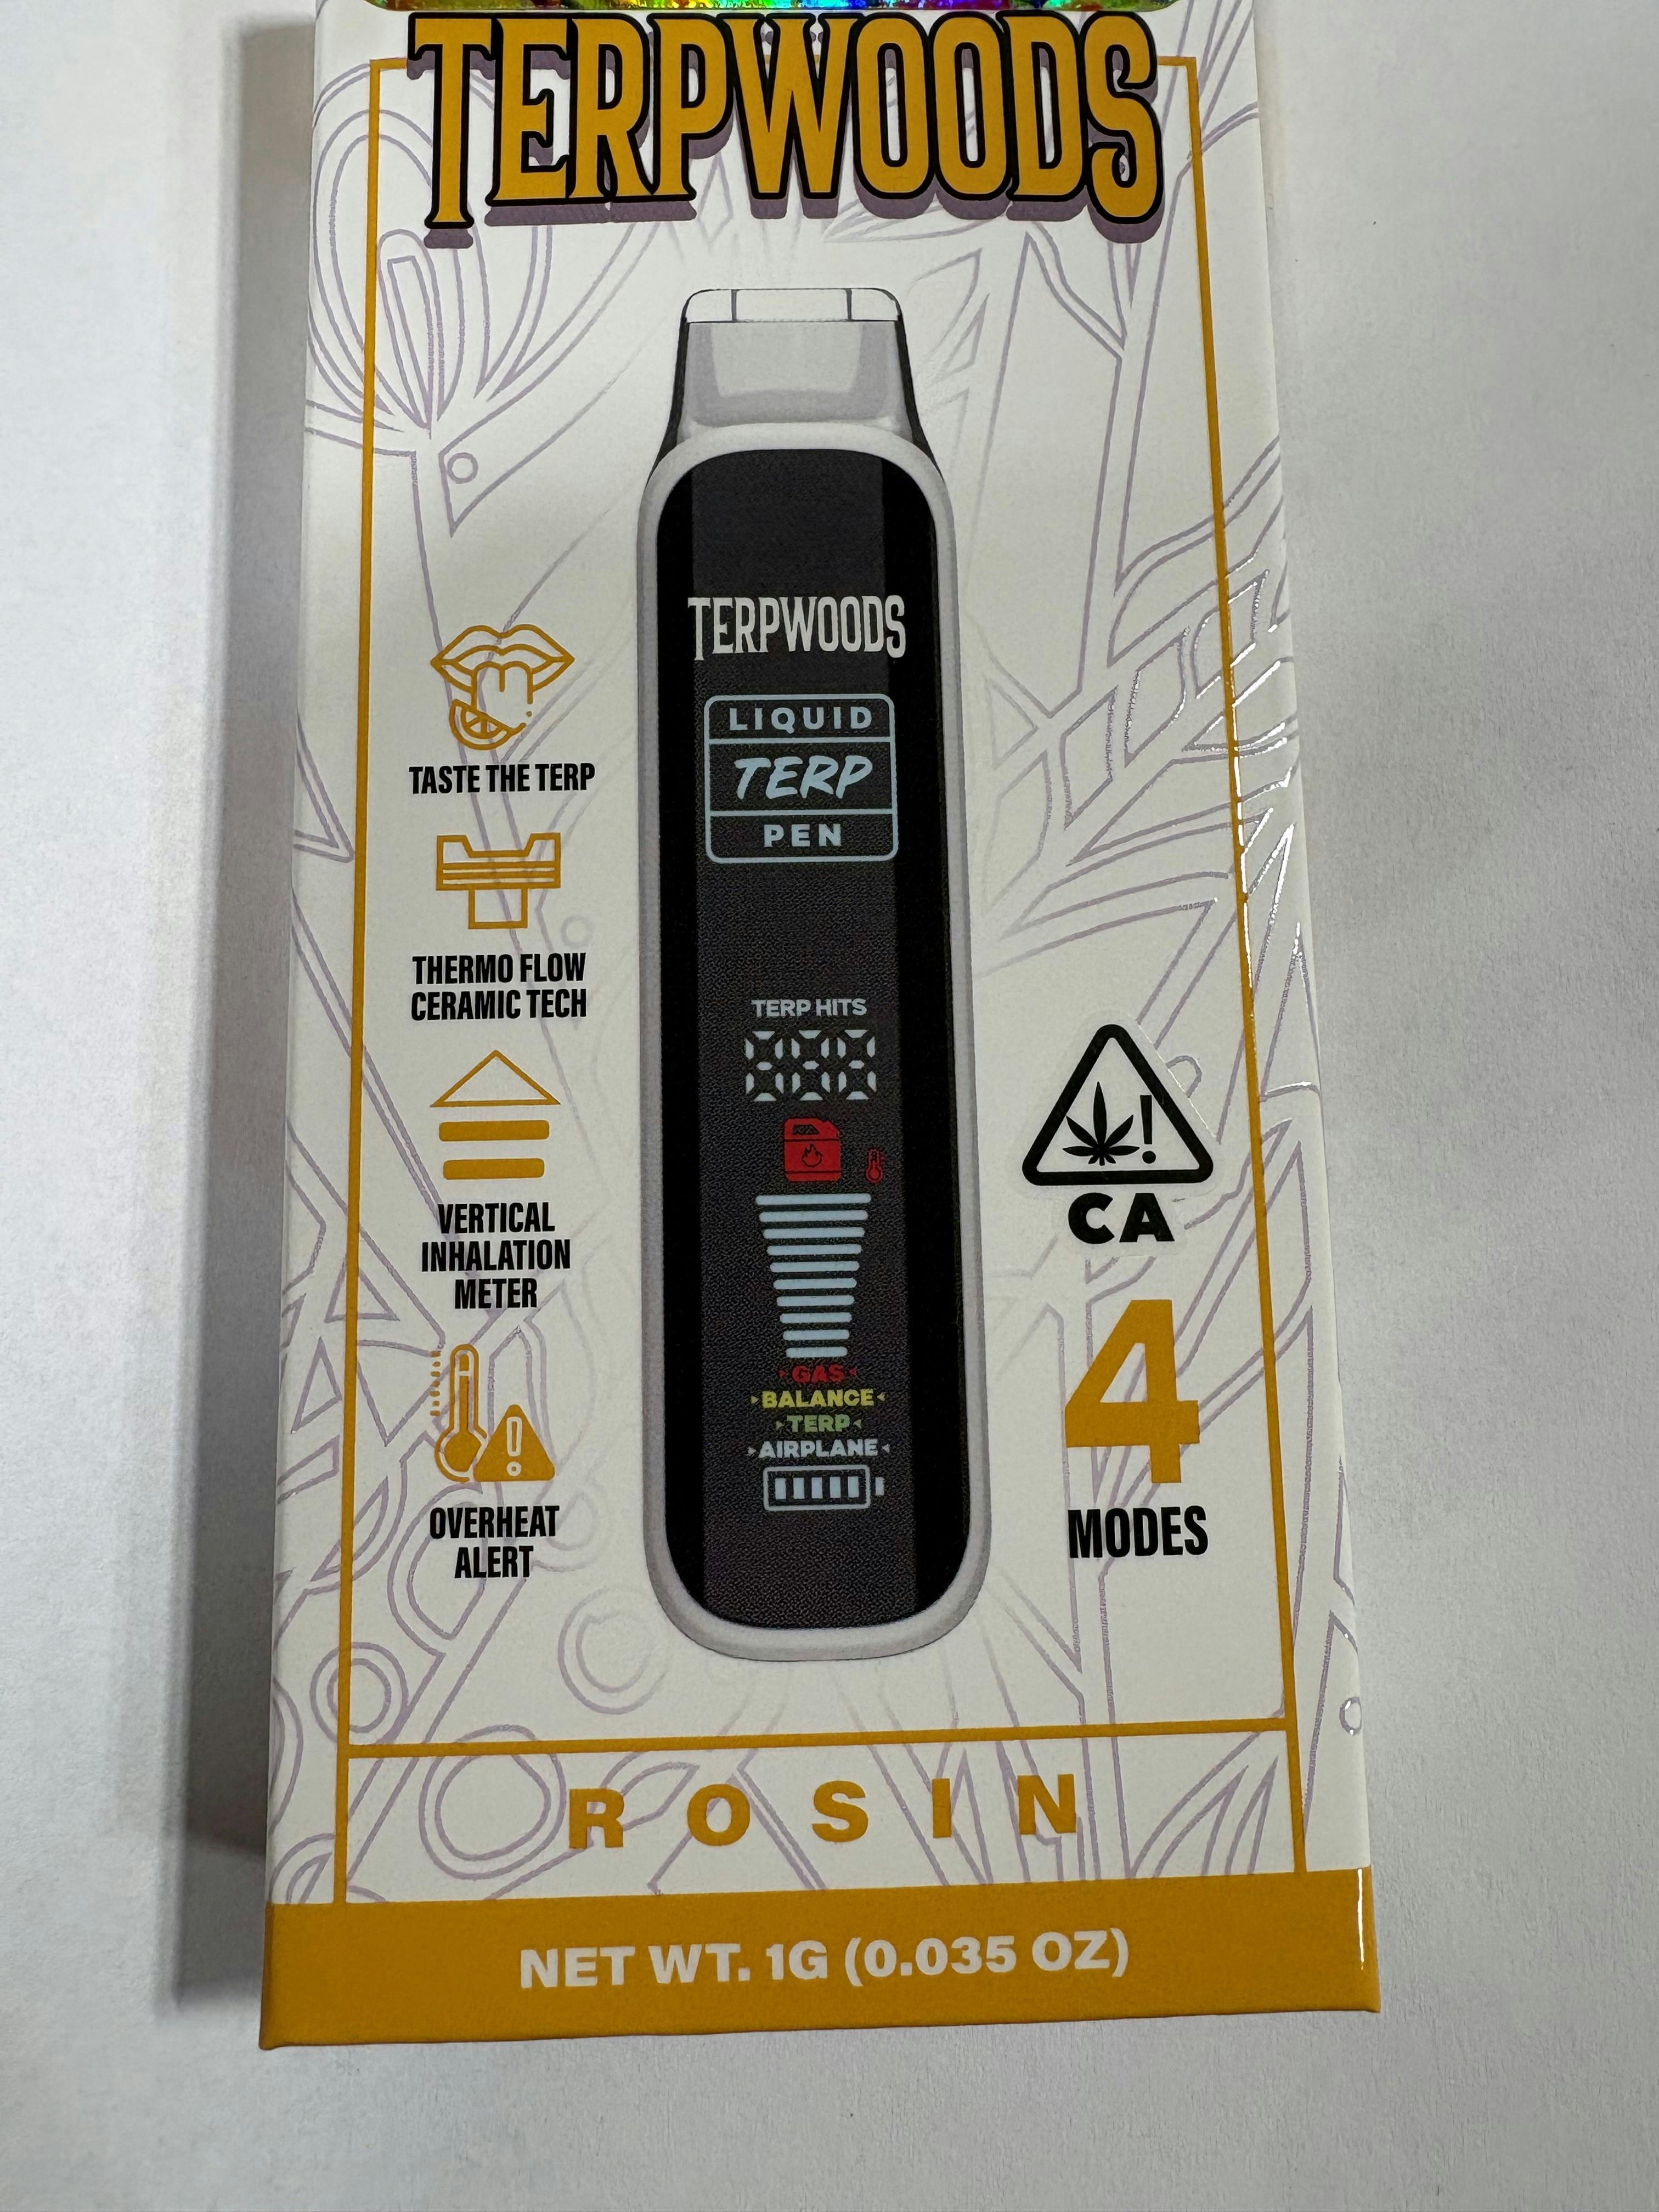 TERPWOODS
TERPWOODS
LIQUID
TERP
PEN
TASTE THE TERP
THERMO FLOW
CERAMIC TECH
VERTICAL
INHALATION
METER
OVERHEAT
ALERT
TERP HITS
888
GAS
BALANCE
TERP
AIRPLANE
!
CA
4
MODES
ROSIN
NET WT. 1G (0.035 OZ)